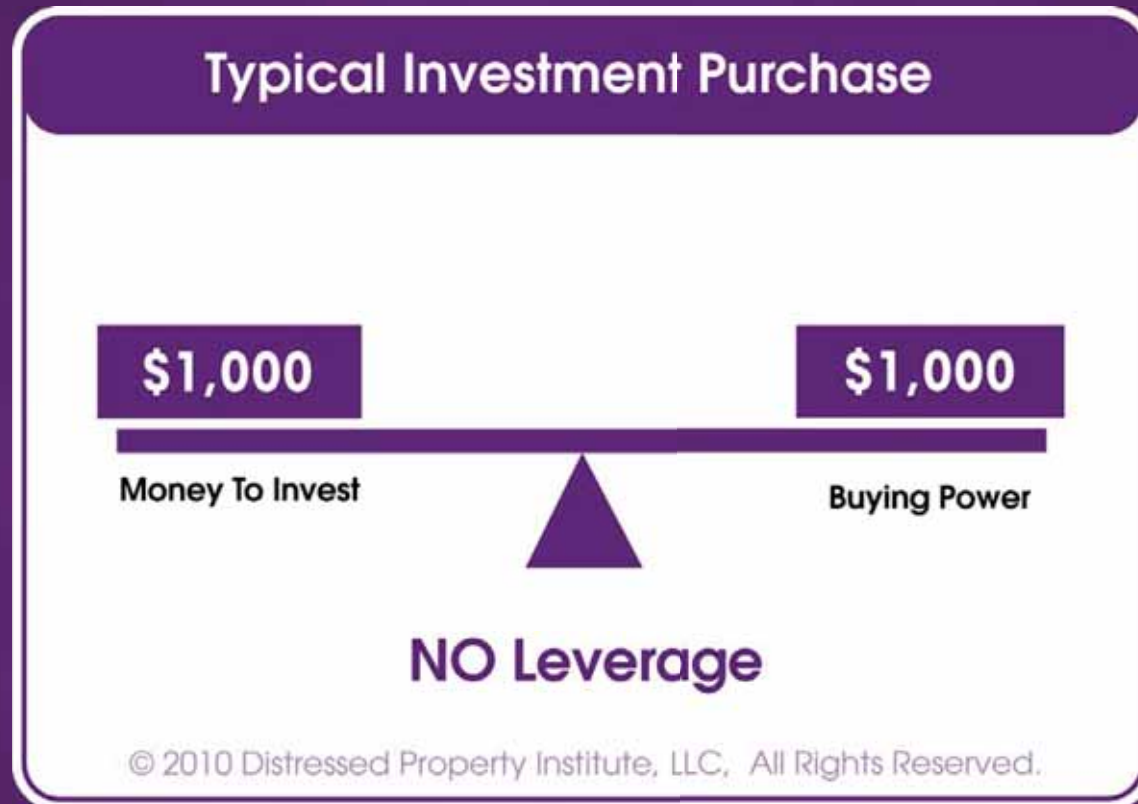 Typical Investment Purchase
$1,000
$1,000
Money To Invest
Buying Power
NO Leverage
© 2010 Distressed Property Institute, LLC, All Rights Reserved.